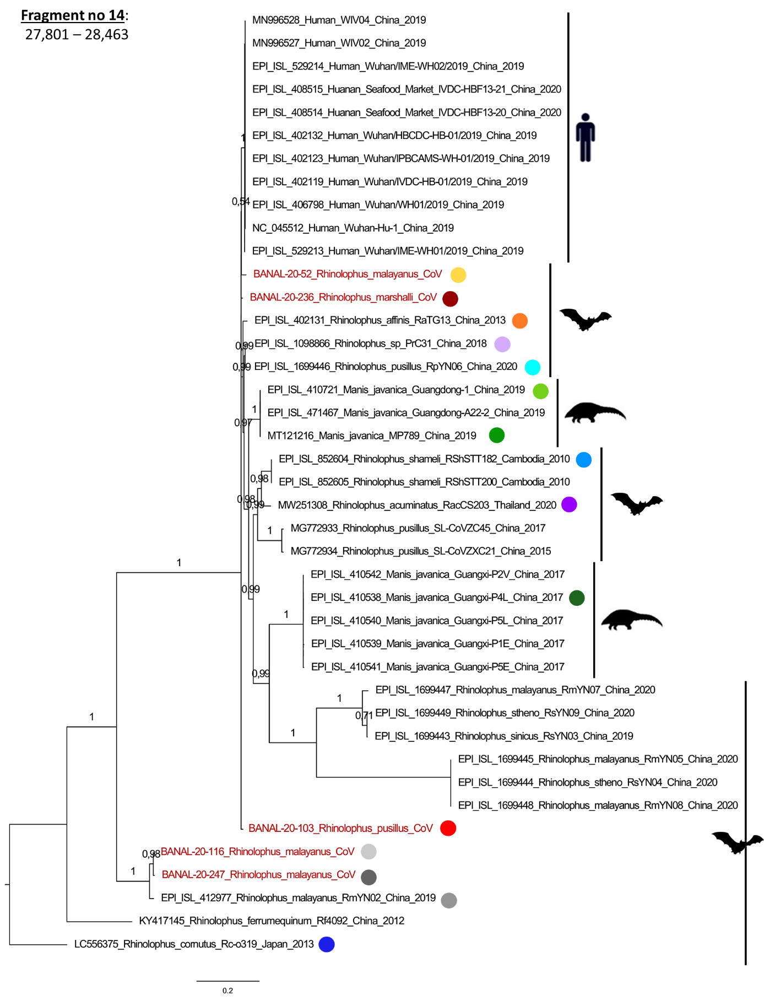 Fragment no 14:
27,801 – 28,463
MN996528_Human_WIV04_China_2019
MN996527_Human_WIV02_China_2019
EPI_ISL_529214_Human_Wuhan/IME-WH02/2019_China_2019
EPI_ISL_408515_Huanan_Seafood_Market_IVDC-HBF13-21_China_2020
EPI_ISL_408514_Huanan_Seafood_Market_IVDC-HBF13-20_China_2020
1
EPI_ISL_402132_Human_Wuhan/HBCDC-HB-01/2019_China_2019
EPI_ISL_402123_Human_Wuhan/IPBCAMS-WH-01/2019_China_2019
EPI_ISL_402119_Human_Wuhan/IVDC-HB-01/2019_China_2019
0,54
EPI_ISL_406798_Human_Wuhan/WH01/2019_China_2019
NC_045512_Human_Wuhan-Hu-1_China_2019
EPI_ISL_529213_Human_Wuhan/IME-WH01/2019_China_2019
BANAL-20-52_Rhinolophus_malayanus_CoV
BANAL-20-236_Rhinolophus_marshalli_CoV
EPI_ISL_402131_Rhinolophus_affinis_RaTG13_China_2013
0,99
EPI_ISL_1098866_Rhinolophus_sp_PrC31_China_2018
0,99
EPI_ISL_1699446_Rhinolophus_pusillus_RpYN06_China_2020
EPI_ISL_410721_Manis_javanica_Guangdong-1_China_2019
1
EPI_ISL_471467_Manis_javanica_Guangdong-A22-2_China_2019
0,97
MT121216_Manis_javanica_MP789_China_2019
EPI_ISL_852604_Rhinolophus_shameli_RShSTT182_Cambodia_2010
0,98
EPI_ISL_852605_Rhinolophus_shameli_RShSTT200_Cambodia_2010
0,98
0,99
MW251308_Rhinolophus_acuminatus_RacCS203_Thailand_2020
1
MG772933_Rhinolophus_pusillus_SL-CoVZC45_China_2017
MG772934_Rhinolophus_pusillus_SL-CoVZXC21_China_2015
1
EPI_ISL_410542_Manis_javanica_Guangxi-P2V_China_2017
0,99
EPI_ISL_410538_Manis_javanica_Guangxi-P4L_China_2017
1
EPI_ISL_410540_Manis_javanica_Guangxi-P5L_China_2017
EPI_ISL_410539_Manis_javanica_Guangxi-P1E_China_2017
EPI_ISL_410541_Manis_javanica_Guangxi-P5E_China_2017
0,99
EPI_ISL_1699447_Rhinolophus_malayanus_RmYN07_China_2020
1
0,71
EPI_ISL_1699449_Rhinolophus_stheno_RsYN09_China_2020
1
1
EPI_ISL_1699443_Rhinolophus_sinicus_RsYN03_China_2019
EPI_ISL_1699445_Rhinolophus_malayanus_RmYN05_China_2020
EPI_ISL_1699444_Rhinolophus_stheno_RsYN04_China_2020
EPI_ISL_1699448_Rhinolophus_malayanus_RmYN08_China_2020
BANAL-20-103_Rhinolophus_pusillus_CoV
0,98
BANAL-20-116_Rhinolophus_malayanus_CoV
1
BANAL-20-247_Rhinolophus_malayanus_CoV
EPI_ISL_412977_Rhinolophus_malayanus_RmYN02_China_2019
KY417145_Rhinolophus_ferrumequinum_Rf4092_China_2012
LC556375_Rhinolophus_cornutus_Rc-o319_Japan_2013
0.2